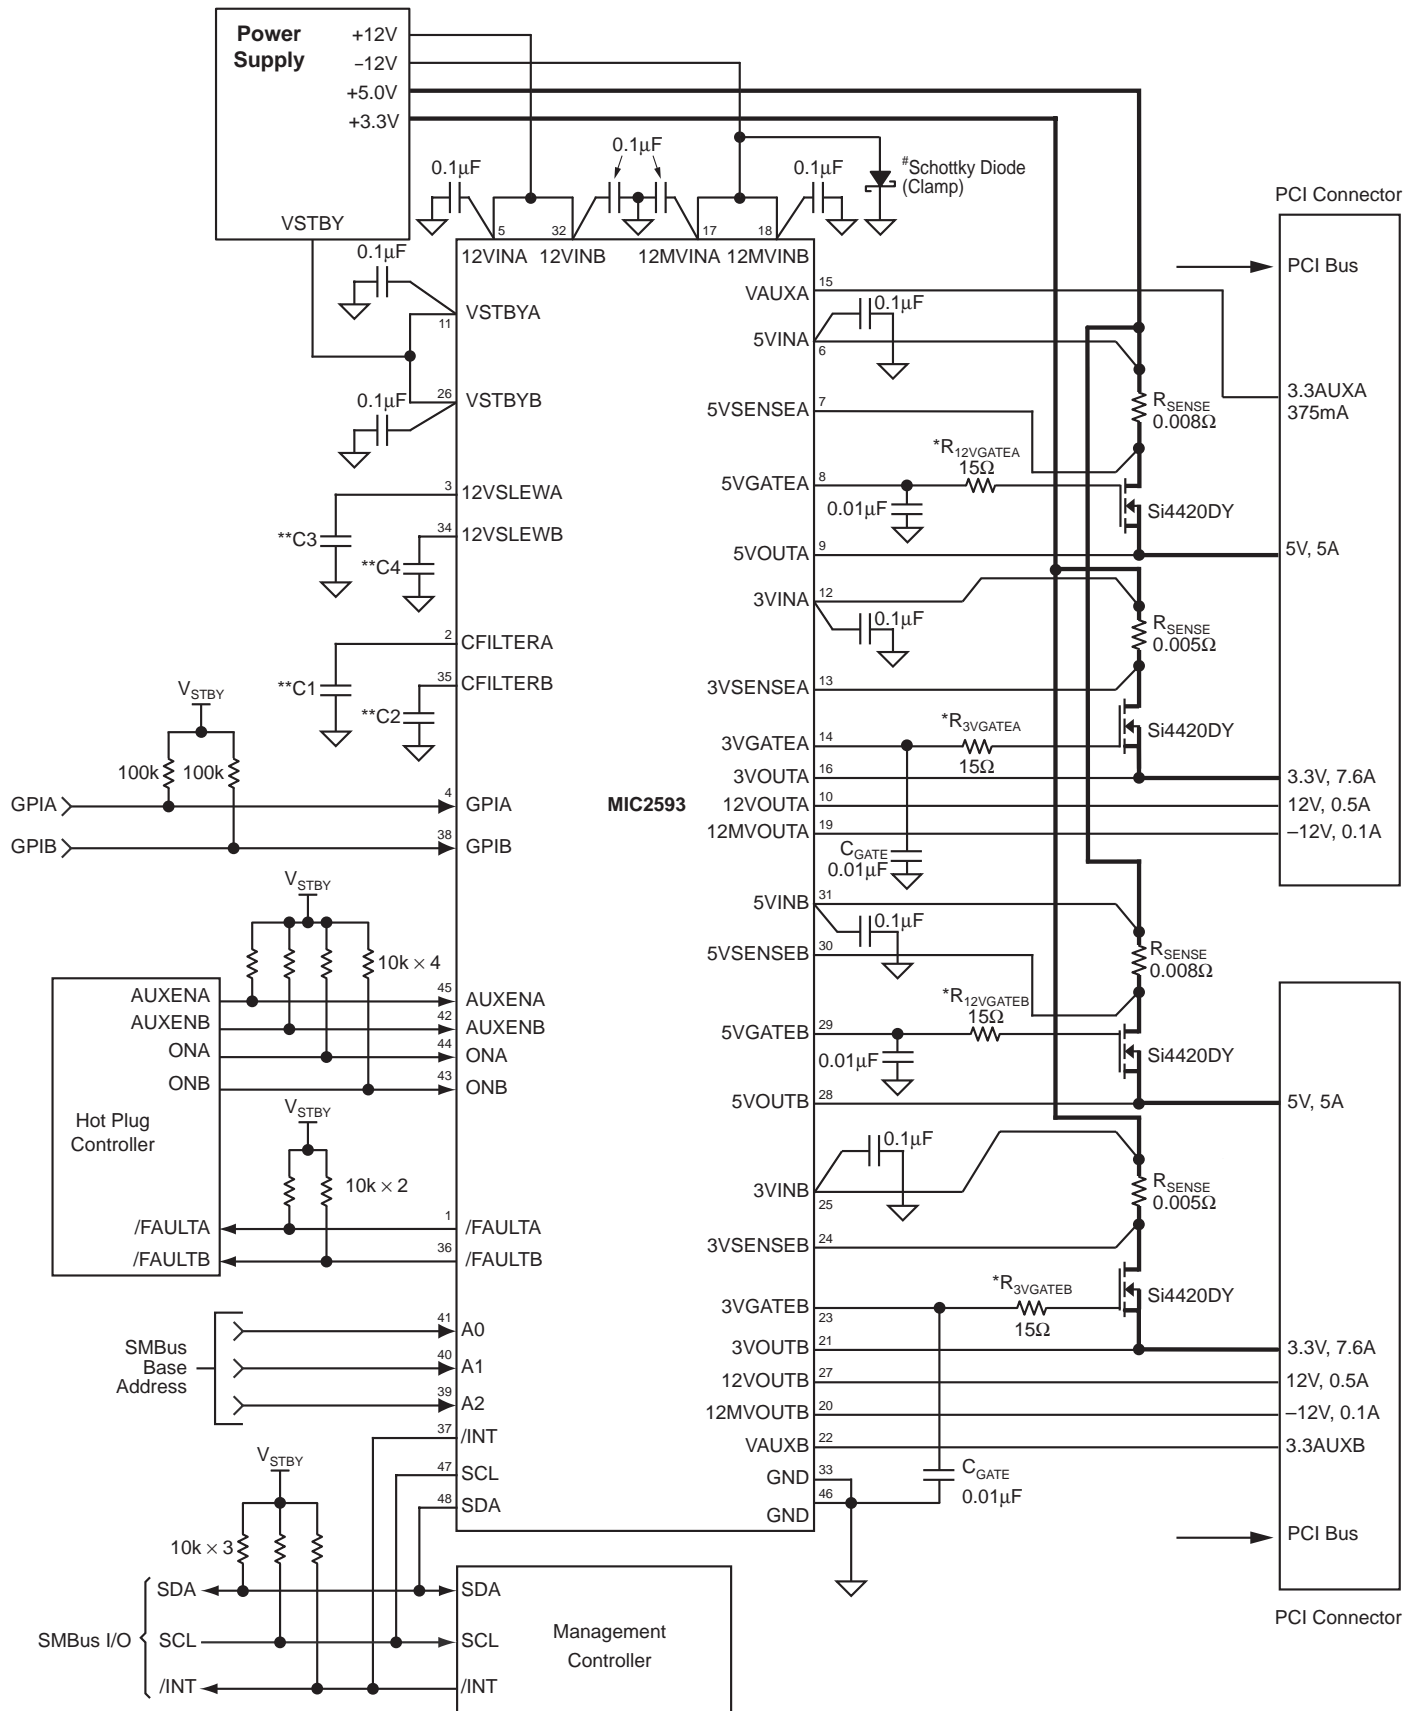 Power
Supply
+12V
–12V
+5.0V
+3.3V
VSTBY
0.1µF
0.1µF
0.1µF
#Schottky Diode
(Clamp)
5
32
17
18
12VINA
12VINB
12MVINA
12MVINB
PCI Connector
PCI Bus
0.1µF
VSTBYA
11
26
VSTBYB
0.1µF
3
12VSLEWA
34
12VSLEWB
**C3
**C4
2
CFILTERA
35
CFILTERB
**C1
**C2
VSTBY
100k
100k
GPIA
4
GPIA
GPIB
38
GPIB
MIC2593
VSTBY
10k × 4
AUXENA
45
AUXENA
AUXENB
42
AUXENB
ONA
44
ONA
ONB
43
ONB
Hot Plug
Controller
VSTBY
10k × 2
/FAULTA
1
/FAULTA
/FAULTB
36
/FAULTB
SMBus
Base
Address
41
A0
40
A1
39
A2
37
/INT
47
SCL
48
SDA
VSTBY
10k × 3
SMBus I/O
SDA
SDA
SCL
SCL
/INT
/INT
Management
Controller
VAUXA
15
0.1µF
5VINA
6
5VSENSEA
7
RSENSE
0.008Ω
3.3AUXA
375mA
*R12VGATEA
15Ω
5VGATEA
8
0.01µF
Si4420DY
5VOUTA
9
5V, 5A
3VINA
12
0.1µF
RSENSE
0.005Ω
3VSENSEA
13
*R3VGATEA
15Ω
3VGATEA
14
Si4420DY
3VOUTA
16
3.3V, 7.6A
12VOUTA
10
12V, 0.5A
12MVOUTA
19
–12V, 0.1A
CGATE
0.01µF
5VINB
31
0.1µF
5VSENSEB
30
RSENSE
0.008Ω
*R12VGATEB
15Ω
5VGATEB
29
0.01µF
Si4420DY
5VOUTB
28
5V, 5A
0.1µF
3VINB
25
RSENSE
0.005Ω
3VSENSEB
24
*R3VGATEB
15Ω
3VGATEB
23
Si4420DY
3VOUTB
21
3.3V, 7.6A
12VOUTB
27
12V, 0.5A
12MVOUTB
20
–12V, 0.1A
VAUXB
22
3.3AUXB
GND
33
46
GND
CGATE
0.01µF
PCI Bus
PCI Connector